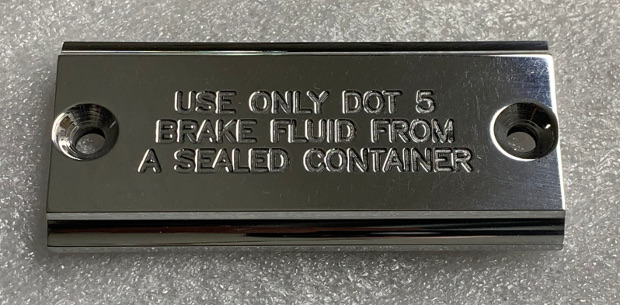 USE ONLY DOT 5
BRAKE FLUID FROM
A SEALED CONTAINER